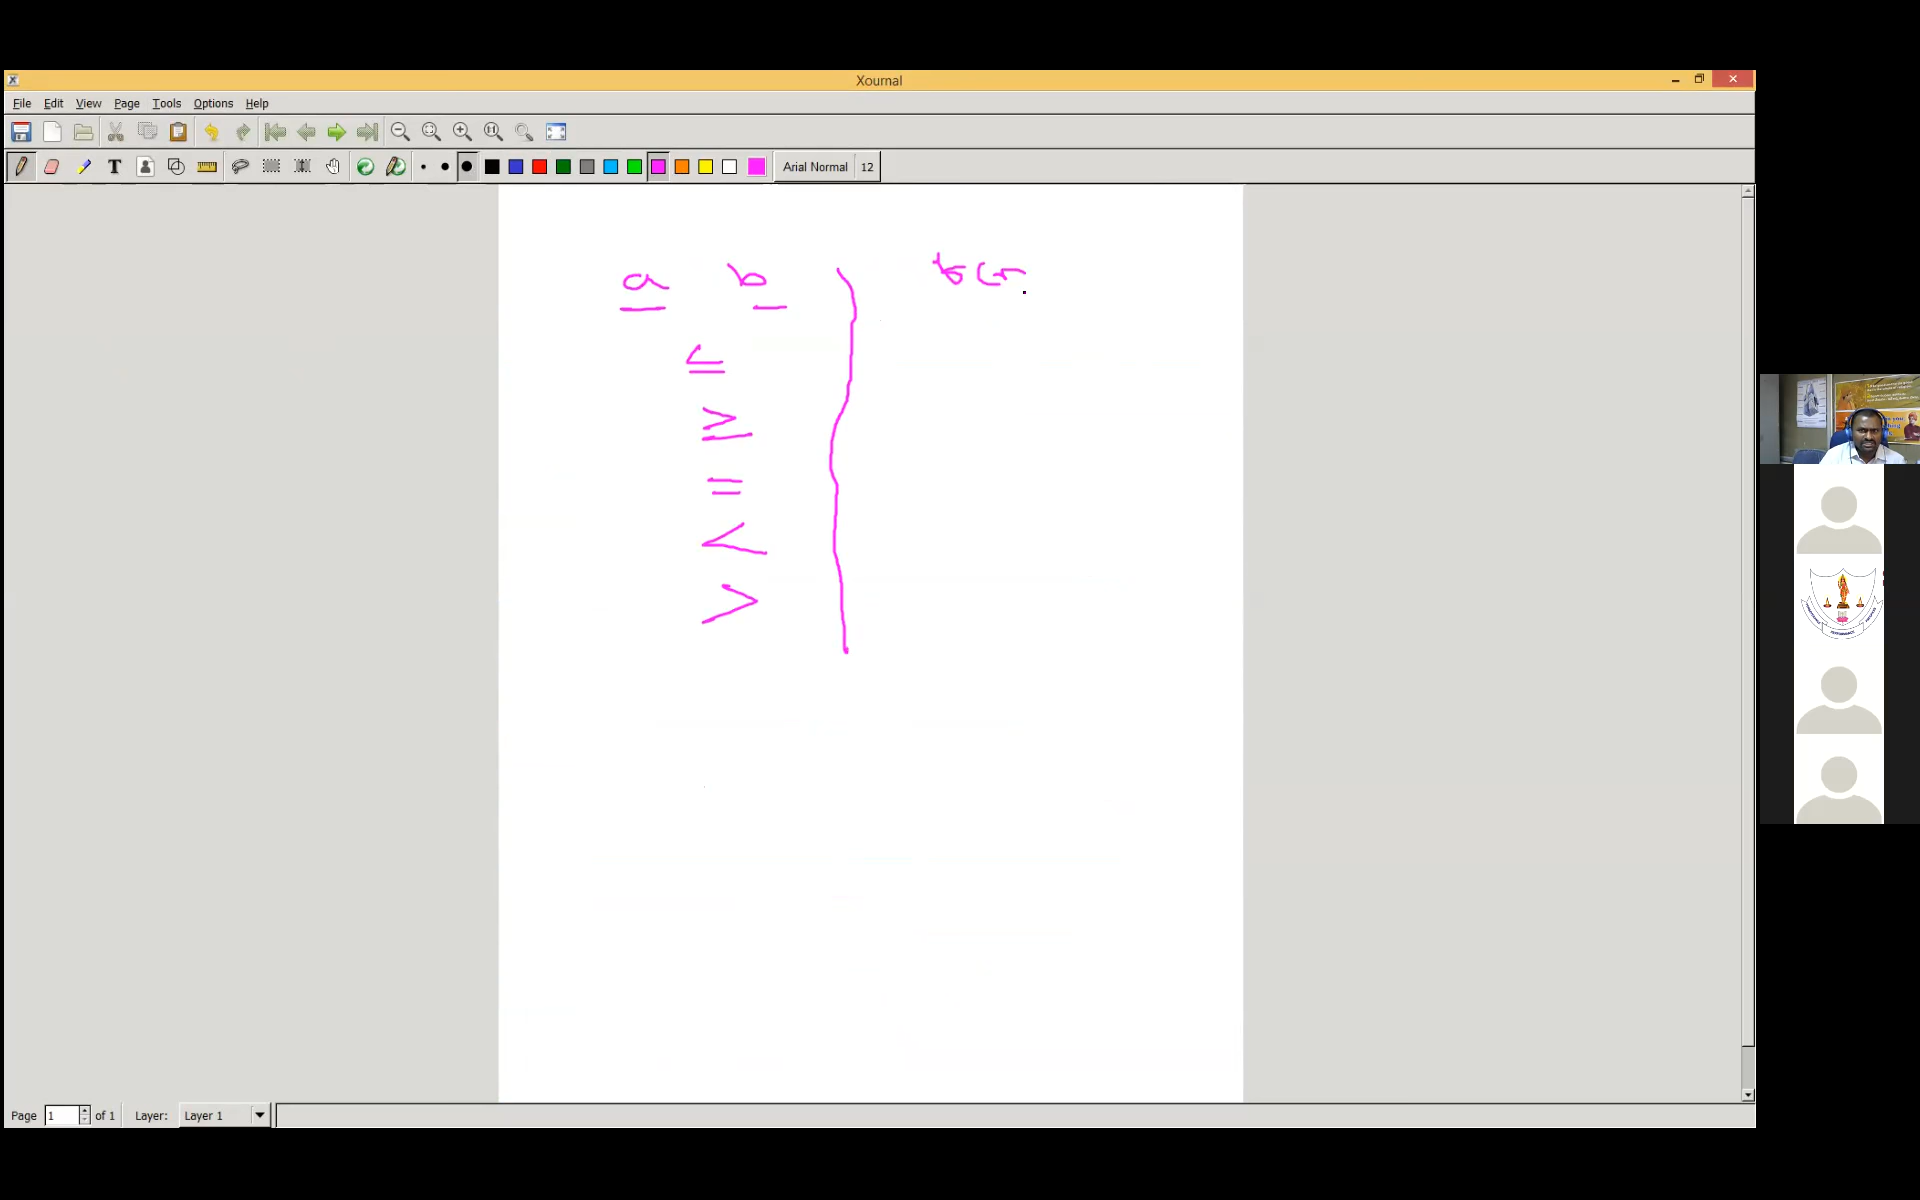 Xournal
File Edit View Page Tools Options Help
T Arial Normal 12
a b
≤
≥
=
<
>
Page 1 of 1 Layer: Layer 1